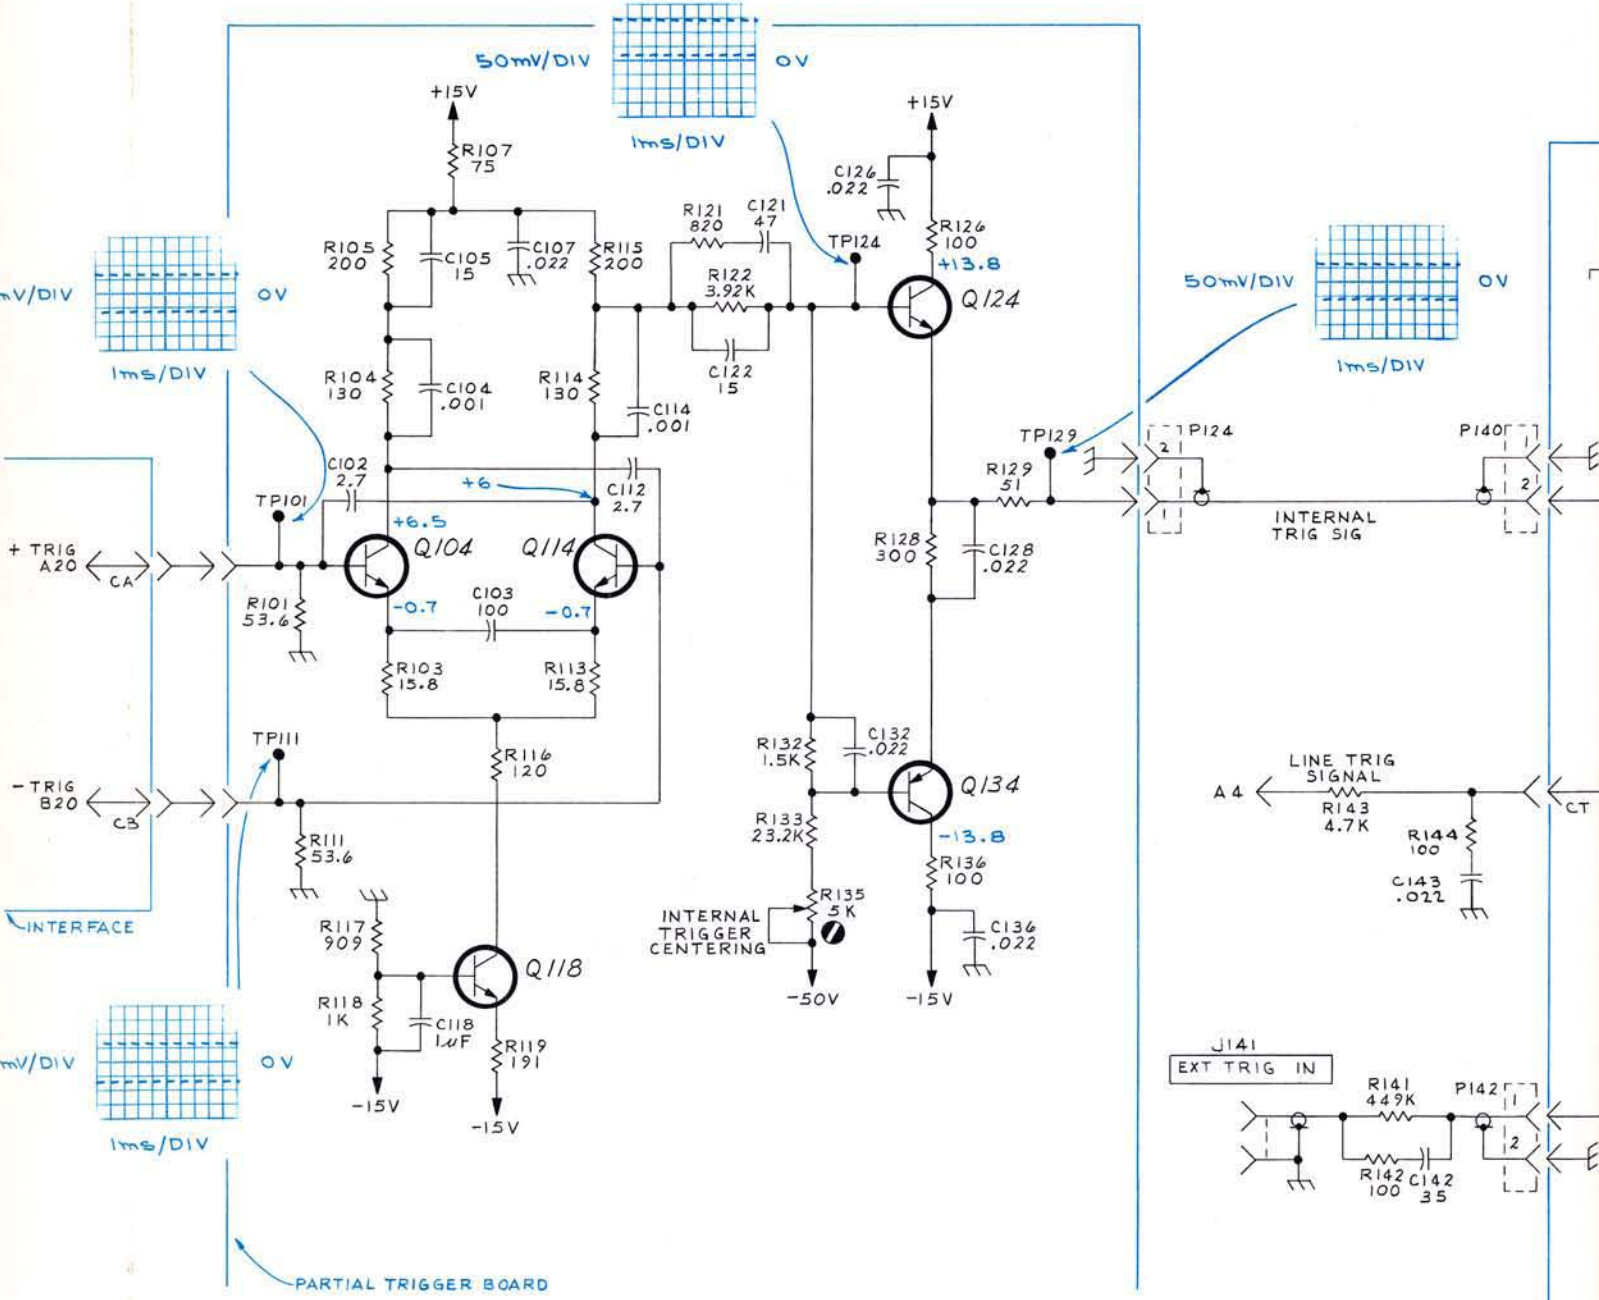 50mV/DIV
0V
1ms/DIV
+15V
R107
75
+15V
C126
.022
R126
100
+13.8
Q124
R105
200
C105
15
C107
.022
R115
200
R121
820
C121
47
R122
3.92K
C122
15
TP124
mV/DIV
0V
1ms/DIV
50mV/DIV
0V
1ms/DIV
R104
130
C104
.001
R114
130
C114
.001
C102
2.7
+6
C112
2.7
TP101
+6.5
Q104
Q114
+ TRIG
A20
CA
R101
53.6
-0.7
C103
100
-0.7
R103
15.8
R113
15.8
TP129
R129
51
P124
2
1
P140
1
2
INTERNAL
TRIG SIG
R128
300
C128
.022
TP111
R116
120
- TRIG
B20
CB
R111
53.6
R132
1.5K
C132
.022
Q134
R133
23.2K
-13.8
R136
100
R135
5K
INTERNAL
TRIGGER
CENTERING
C136
.022
-50V
-15V
LINE TRIG
SIGNAL
A4
R143
4.7K
CT
R144
100
C143
.022
INTERFACE
R117
909
Q118
R118
1K
C118
1uF
R119
191
-15V
-15V
mV/DIV
0V
1ms/DIV
J141
EXT TRIG IN
R141
449K
P142
1
2
R142
100
C142
35
PARTIAL TRIGGER BOARD